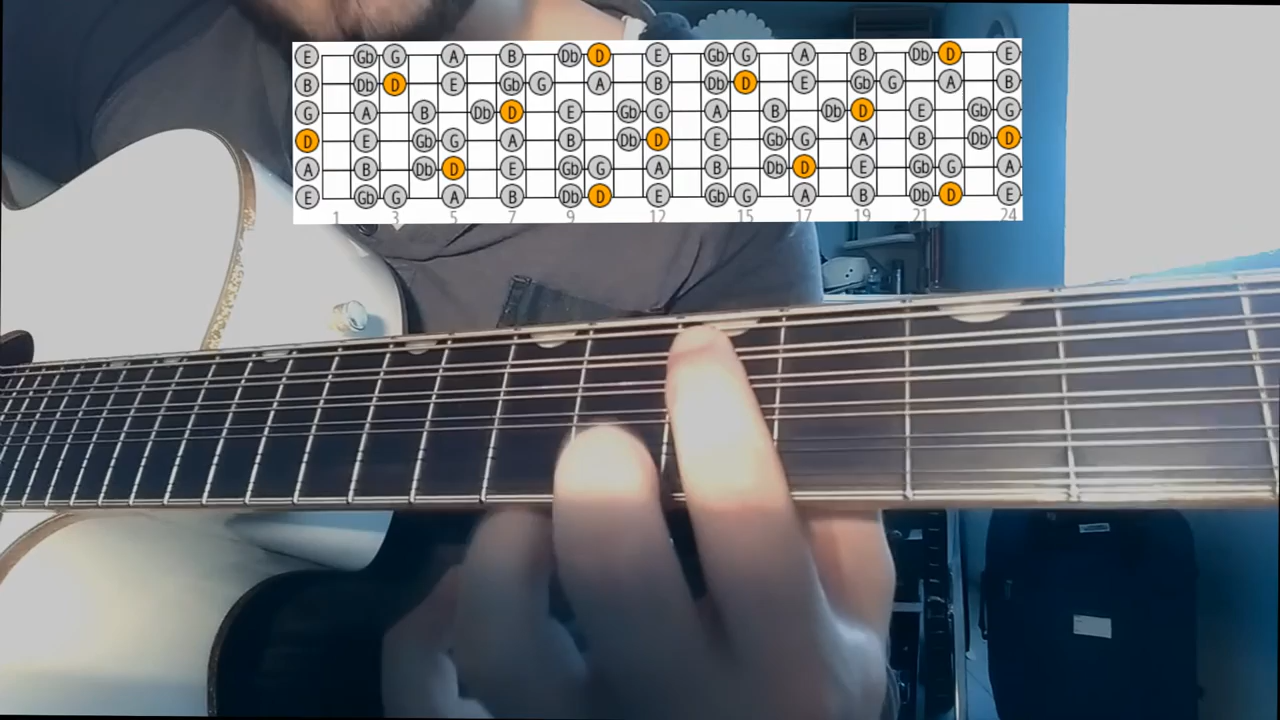 E Gb G A B Db D E Gb G A B Db D E
B Db D E Gb G A B Db D E Gb G A B
G A B Db D E Gb G A B Db D E Gb G
D E Gb G A B Db D E Gb G A B Db D
A B Db D E Gb G A B Db D E Gb G A
E Gb G A B Db D E Gb G A B Db D E
1 3 5 7 9 12 15 17 19 21 24